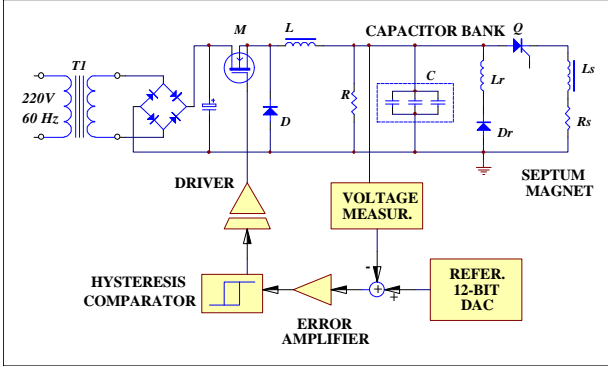 M
L
CAPACITOR BANK
Q
T1
220V
60 Hz
+
D
R
C
Lr
Dr
Ls
Rs
DRIVER
VOLTAGE
MEASUR.
SEPTUM
MAGNET
HYSTERESIS
COMPARATOR
-
+
+
REFER.
12-BIT
DAC
ERROR
AMPLIFIER